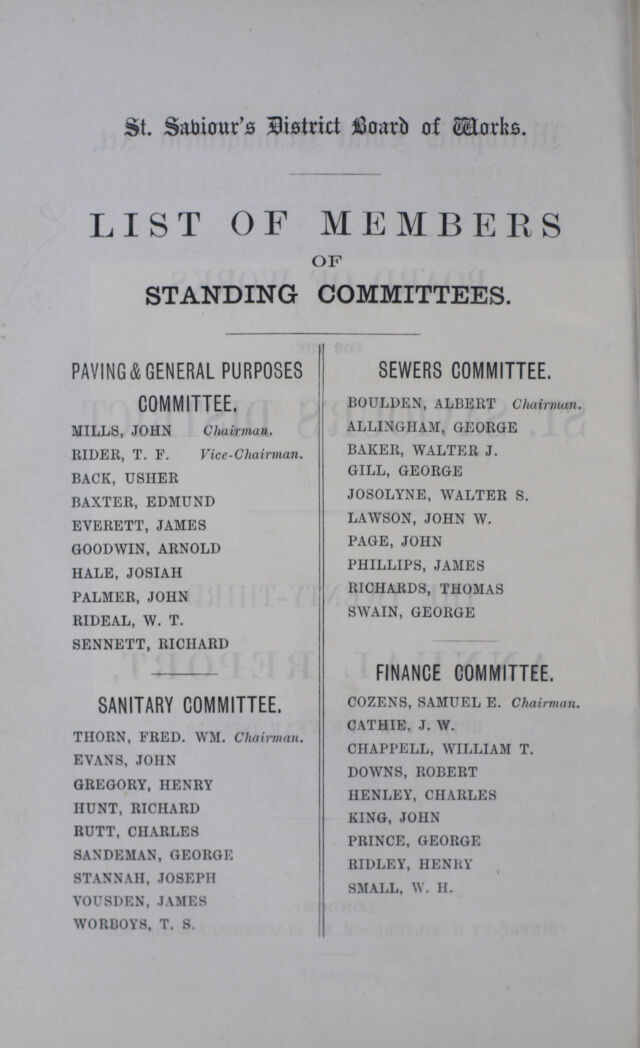 St. Saviour's District Board of Works.
LIST OF MEMBERS
OF
STANDING COMMITTEES.
PAVING & GENERAL PURPOSES
COMMITTEE.
MILLS, JOHN Chairman.
RIDER, T. F. Vice-Chairman.
BACK, USHER
BAXTER, EDMUND
EVERETT, JAMES
GOODWIN, ARNOLD
HALE, JOSIAH
PALMER, JOHN
RIDEAL, W. T.
SENNETT, RICHARD
SANITARY COMMITTEE.
THORN, FRED. WM. Chairman.
EVANS, JOHN
GREGORY, HENRY
HUNT, RICHARD
RUTT, CHARLES
SANDEMAN, GEORGE
STANNAH, JOSEPH
VOUSDEN, JAMES
WORBOYS, T. S.
SEWERS COMMITTEE.
BOULDEN, ALBERT Chairman.
ALLINGHAM, GEORGE
BAKER, WALTER J.
GILL, GEORGE
JOSOLYNE, WALTER S.
LAWSON, JOHN W.
PAGE, JOHN
PHILLIPS, JAMES
RICHARDS, THOMAS
SWAIN, GEORGE
FINANCE COMMITTEE.
COZENS, SAMUEL E. Chairman.
CATHIE, J. W.
CHAPPELL, WILLIAM T.
DOWNS, ROBERT
HENLEY, CHARLES
KING, JOHN
PRINCE, GEORGE
RIDLEY, HENRY
SMALL, W. H.